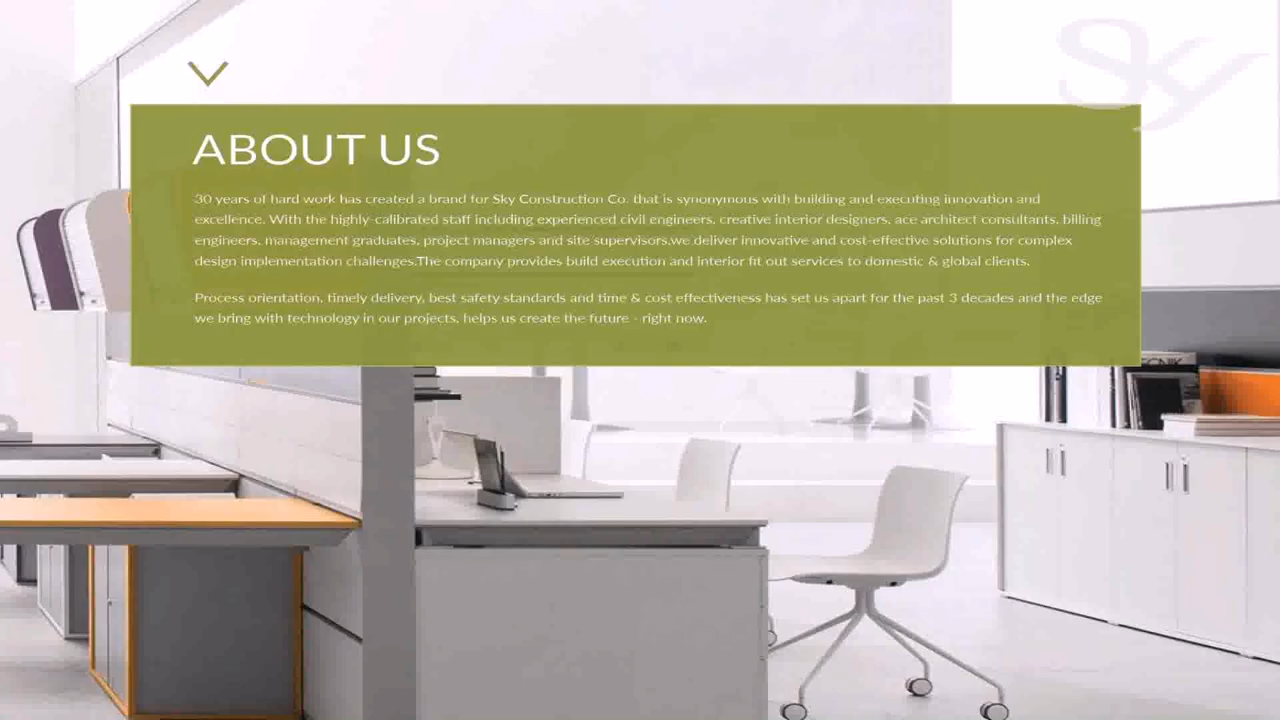 Sky
ABOUT US
30 years of hard work has created a brand for Sky Construction Co. that is synonymous with building and executing innovation and
excellence. With the highly-calibrated staff including experienced civil engineers, creative interior designers, ace architect consultants, billing
engineers, management graduates, project managers and site supervisors,we deliver innovative and cost-effective solutions for complex
design implementation challenges.The company provides build execution and interior fit out services to domestic & global clients.
Process orientation, timely delivery, best safety standards and time & cost effectiveness has set us apart for the past 3 decades and the edge
we bring with technology in our projects, helps us create the future - right now.